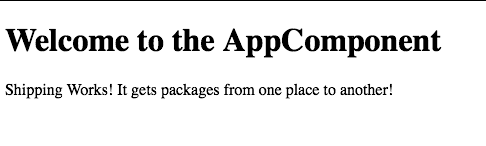 Welcome to the AppComponent
Shipping Works! It gets packages from one place to another!